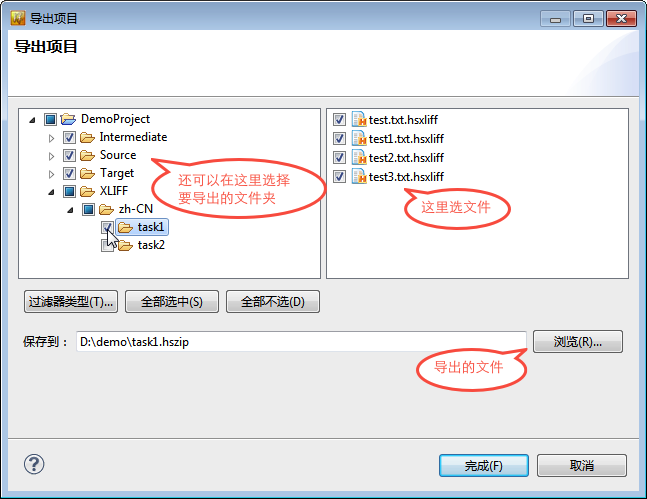 导出项目
导出项目
DemoProject
Intermediate
Source
Target
XLIFF
zh-CN
task1
task2
还可以在这里选择
要导出的文件夹
test.txt.hsxliff
test1.txt.hsxliff
test2.txt.hsxliff
test3.txt.hsxliff
这里选文件
过滤器类型(T)...
全部选中(S)
全部不选(D)
保存到：
D:\demo\task1.hszip
浏览(R)...
导出的文件
?
完成(F)
取消